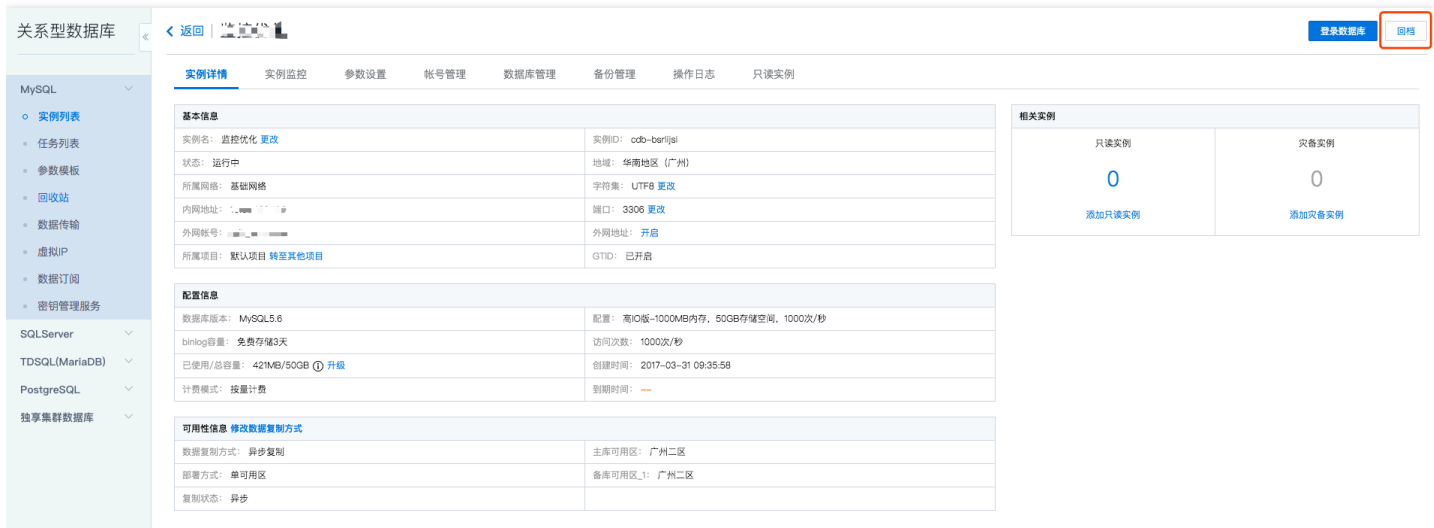 关系型数据库
«
返回
登录数据库 回档
实例详情 实例监控 参数设置 帐号管理 数据库管理 备份管理 操作日志 只读实例
MySQL
实例列表
任务列表
参数模板
回收站
数据传输
虚拟IP
数据订阅
密钥管理服务
SQLServer
TDSQL(MariaDB)
PostgreSQL
独享集群数据库
基本信息
实例名： 监控优化 更改 实例ID： cdb-bsrlijsi
状态： 运行中 地域： 华南地区（广州）
所属网络： 基础网络 字符集： UTF8 更改
内网地址： 端口： 3306 更改
外网帐号： 外网地址： 开启
所属项目： 默认项目 转至其他项目 GTID： 已开启
配置信息
数据库版本： MySQL5.6 配置： 高IO版-1000MB内存，50GB存储空间，1000次/秒
binlog容量： 免费存储3天 访问次数： 1000次/秒
已使用/总容量： 421MB/50GB 升级 创建时间： 2017-03-31 09:35:58
计费模式： 按量计费 到期时间： --
可用性信息 修改数据复制方式
数据复制方式： 异步复制 主库可用区： 广州二区
部署方式： 单可用区 备库可用区_1： 广州二区
复制状态： 异步
相关实例
只读实例 灾备实例
0 0
添加只读实例 添加灾备实例